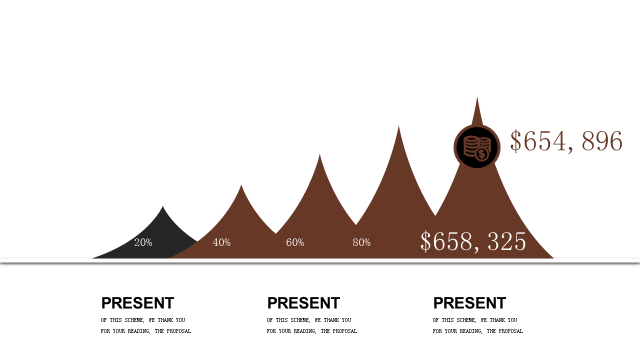 $654,896
20%
40%
60%
80%
$658,325
PRESENT
OF THIS SCHEME, WE THANK YOU
FOR YOUR READING, THE PROPOSAL
PRESENT
OF THIS SCHEME, WE THANK YOU
FOR YOUR READING, THE PROPOSAL
PRESENT
OF THIS SCHEME, WE THANK YOU
FOR YOUR READING, THE PROPOSAL